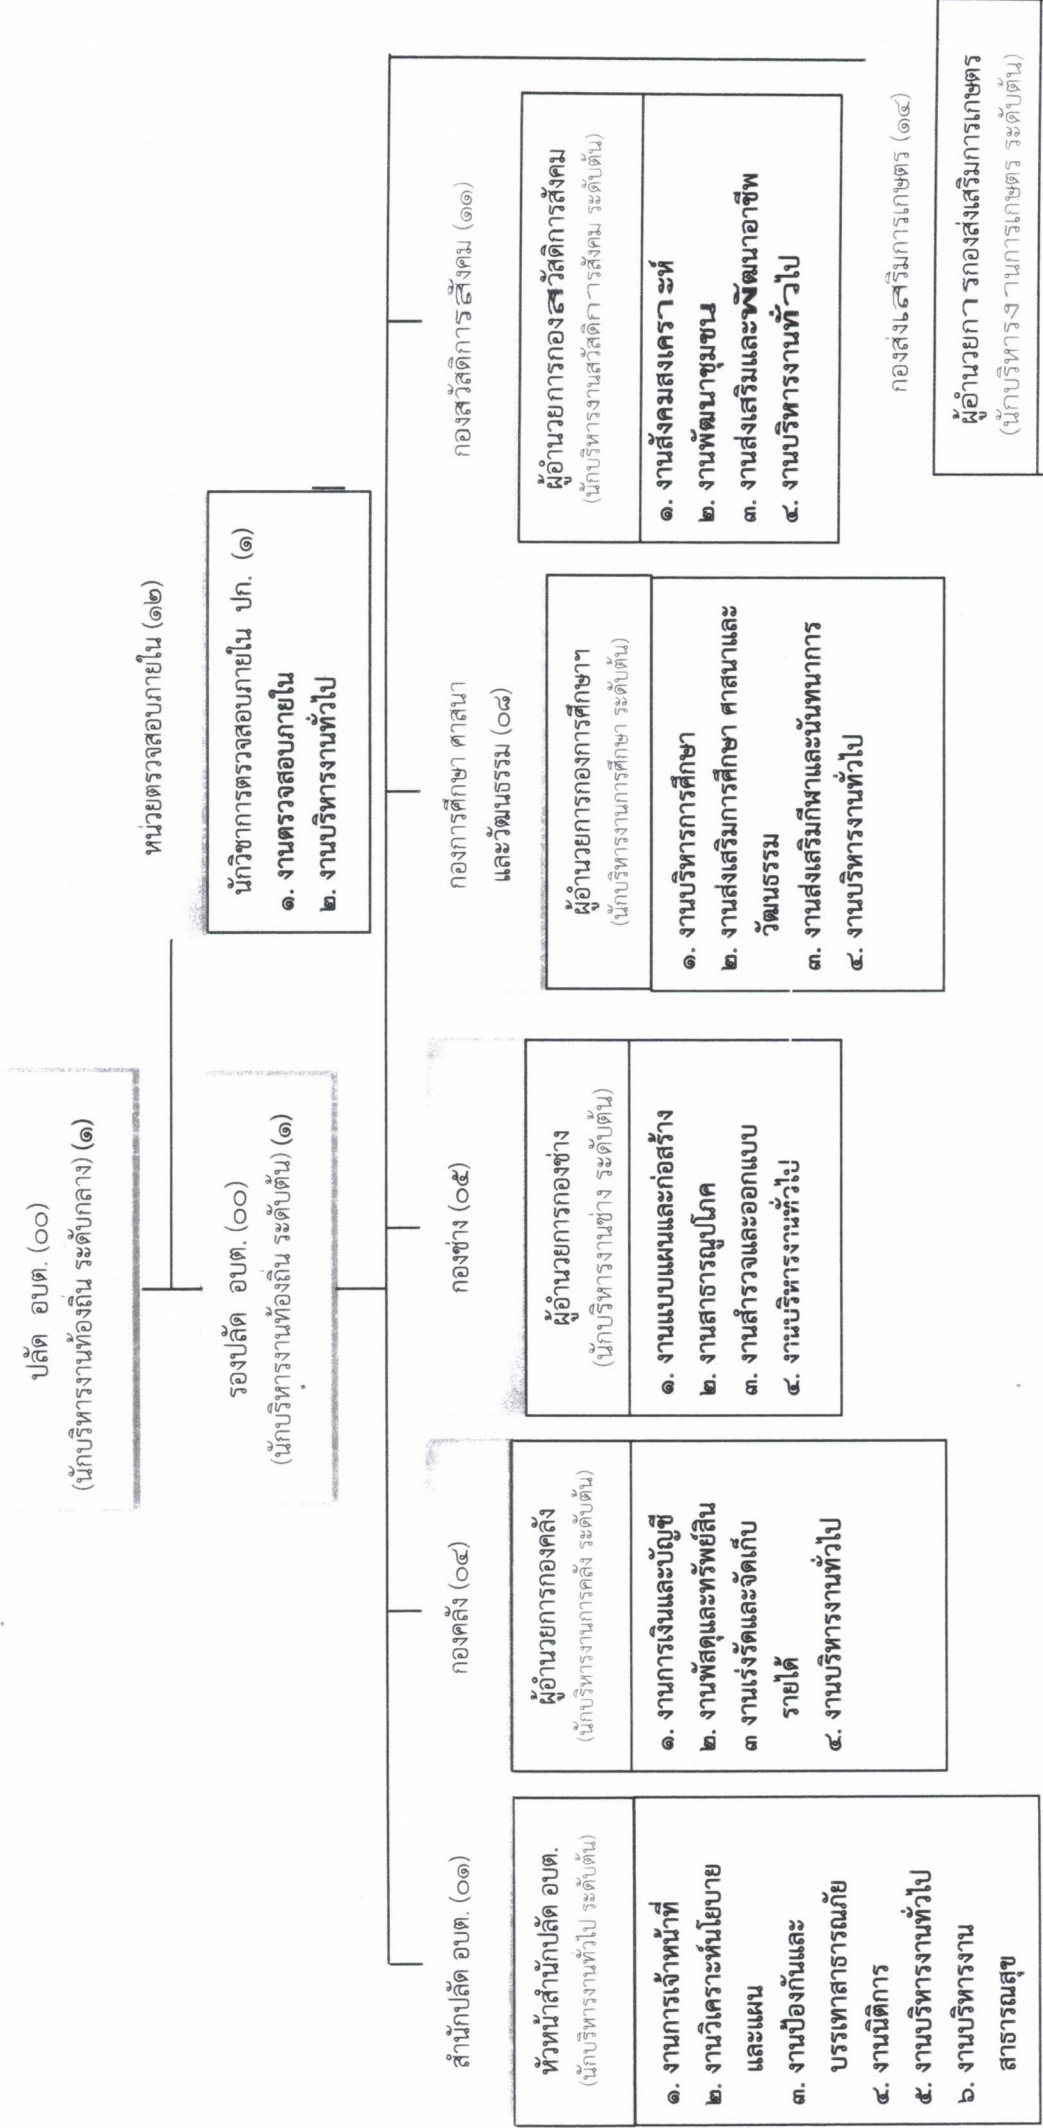 ปลัด อบต. (๐๐)
(นักบริหารงานท้องถิ่น ระดับกลาง) (๑)
หน่วยตรวจสอบภายใน (๑๒)
รองปลัด อบต. (๐๐)
(นักบริหารงานท้องถิ่น ระดับต้น) (๑)
นักวิชาการตรวจสอบภายใน ปก. (๑)
๑. งานตรวจสอบภายใน
๒. งานบริหารงานทั่วไป
สำนักปลัด อบต. (๐๑)
หัวหน้าสำนักปลัด อบต.
(นักบริหารงานทั่วไป ระดับต้น)
๑. งานการเจ้าหน้าที่
๒. งานวิเคราะห์นโยบาย
และแผน
๓. งานป้องกันและ
บรรเทาสาธารณภัย
๔. งานนิติการ
๕. งานบริหารงานทั่วไป
๖. งานบริหารงาน
สาธารณสุข
กองคลัง (๐๔)
ผู้อำนวยการกองคลัง
(นักบริหารงานการคลัง ระดับต้น)
๑. งานการเงินและบัญชี
๒. งานพัสดุและทรัพย์สิน
๓ งานเร่งรัดและจัดเก็บ
รายได้
๔. งานบริหารงานทั่วไป
กองช่าง (๐๕)
ผู้อำนวยการกองช่าง
(นักบริหารงานช่าง ระดับต้น)
๑. งานแบบแผนและก่อสร้าง
๒. งานสาธารณูปโภค
๓. งานสำรวจและออกแบบ
๔. งานบริหารงานทั่วไป
กองการศึกษา ศาสนา
และวัฒนธรรม (๐๘)
ผู้อำนวยการกองการศึกษาฯ
(นักบริหารงานการศึกษา ระดับต้น)
๑. งานบริหารการศึกษา
๒. งานส่งเสริมการศึกษา ศาสนาและ
วัฒนธรรม
๓. งานส่งเสริมกีฬาและนันทนาการ
๔. งานบริหารงานทั่วไป
กองสวัสดิการสังคม (๑๑)
ผู้อำนวยการกองสวัสดิการสังคม
(นักบริหารงานสวัสดิการสังคม ระดับต้น)
๑. งานสังคมสงเคราะห์
๒. งานพัฒนาชุมชน
๓. งานส่งเสริมและพัฒนาอาชีพ
๔. งานบริหารงานทั่วไป
กองส่งเสริมการเกษตร (๑๔)
ผู้อำนวยการกองส่งเสริมการเกษตร
(นักบริหารงานการเกษตร ระดับต้น)